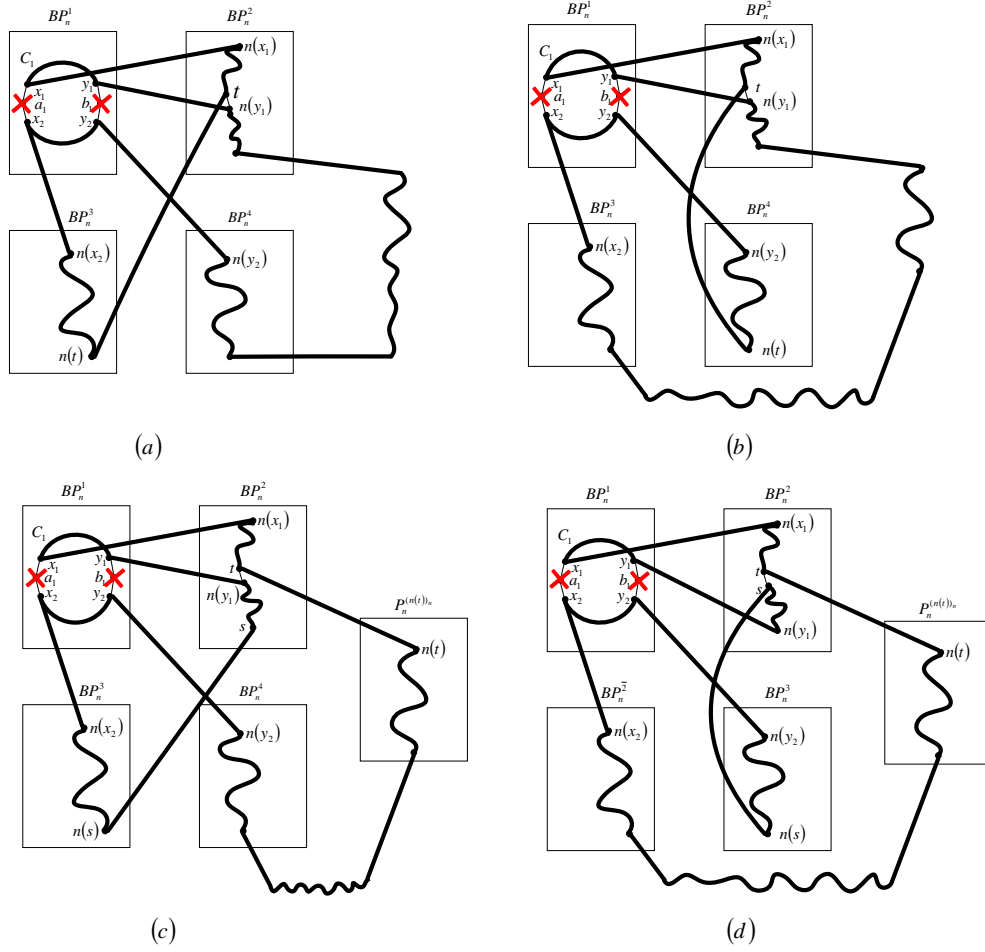 BP_n^1 BP_n^2
C_1 n(x_1)
x_1 y_1 t
a_1 b_1 n(y_1)
x_2 y_2
BP_n^3 BP_n^4
n(x_2) n(y_2)
n(t)
(a)
BP_n^1 BP_n^2
C_1 n(x_1)
x_1 y_1 t
a_1 b_1 n(y_1)
x_2 y_2
BP_n^3 BP_n^4
n(x_2) n(y_2)
n(t)
(b)
BP_n^1 BP_n^2
C_1 n(x_1)
x_1 y_1 t
a_1 b_1 n(y_1)
x_2 y_2 s
P_n^{(n(t))_n}
n(t)
BP_n^3 BP_n^4
n(x_2) n(y_2)
n(s)
(c)
BP_n^1 BP_n^2
C_1 n(x_1)
x_1 y_1 t
a_1 b_1 s
x_2 y_2 n(y_1)
P_n^{(n(t))_n}
n(t)
BP_n^{\bar{2}} BP_n^3
n(x_2) n(y_2)
n(s)
(d)